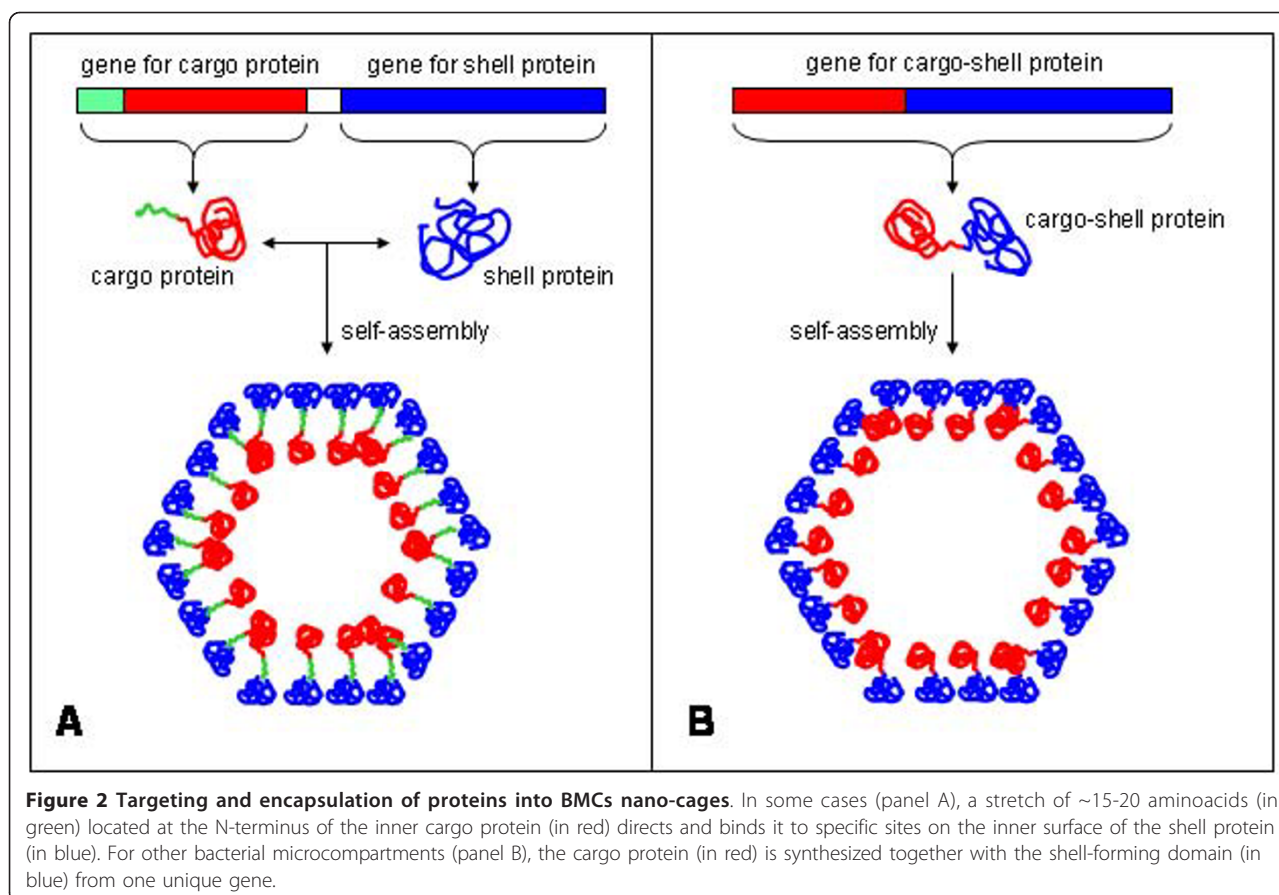 gene for cargo protein
gene for shell protein
cargo protein
shell protein
self-assembly
A
gene for cargo-shell protein
cargo-shell protein
self-assembly
B
Figure 2 Targeting and encapsulation of proteins into BMCs nano-cages. In some cases (panel A), a stretch of ~15-20 aminoacids (in
green) located at the N-terminus of the inner cargo protein (in red) directs and binds it to specific sites on the inner surface of the shell protein
(in blue). For other bacterial microcompartments (panel B), the cargo protein (in red) is synthesized together with the shell-forming domain (in
blue) from one unique gene.